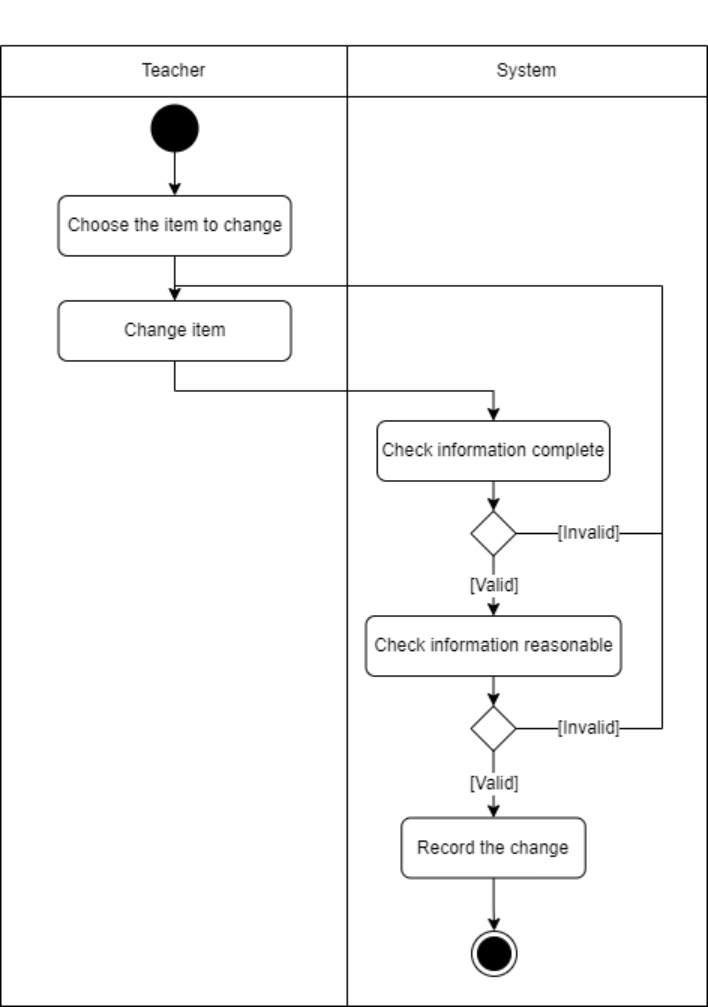 Teacher
System
Choose the item to change
Change item
Check information complete
[Invalid]
[Valid]
Check information reasonable
[Invalid]
[Valid]
Record the change